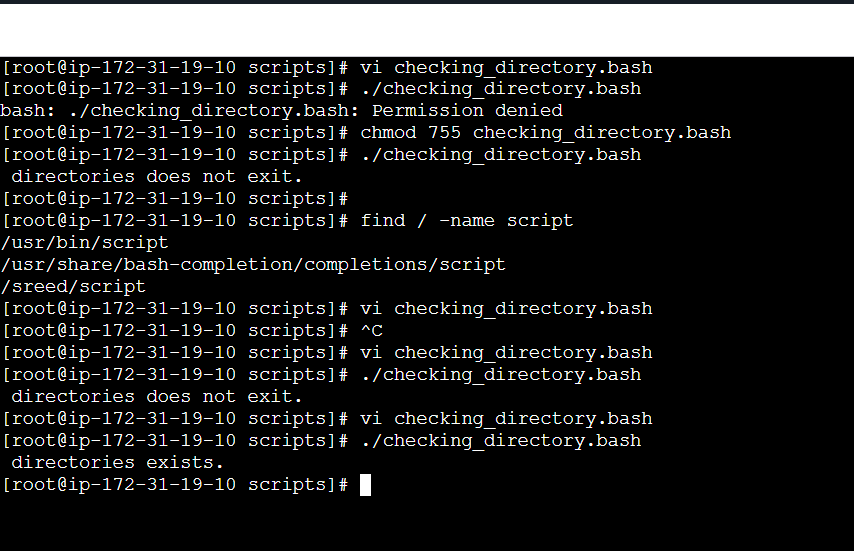 [root@ip-172-31-19-10 scripts]# vi checking_directory.bash
[root@ip-172-31-19-10 scripts]# ./checking_directory.bash
bash: ./checking_directory.bash: Permission denied
[root@ip-172-31-19-10 scripts]# chmod 755 checking_directory.bash
[root@ip-172-31-19-10 scripts]# ./checking_directory.bash
 directories does not exit.
[root@ip-172-31-19-10 scripts]#
[root@ip-172-31-19-10 scripts]# find / -name script
/usr/bin/script
/usr/share/bash-completion/completions/script
/sreed/script
[root@ip-172-31-19-10 scripts]# vi checking_directory.bash
[root@ip-172-31-19-10 scripts]# ^C
[root@ip-172-31-19-10 scripts]# vi checking_directory.bash
[root@ip-172-31-19-10 scripts]# ./checking_directory.bash
 directories does not exit.
[root@ip-172-31-19-10 scripts]# vi checking_directory.bash
[root@ip-172-31-19-10 scripts]# ./checking_directory.bash
 directories exists.
[root@ip-172-31-19-10 scripts]#